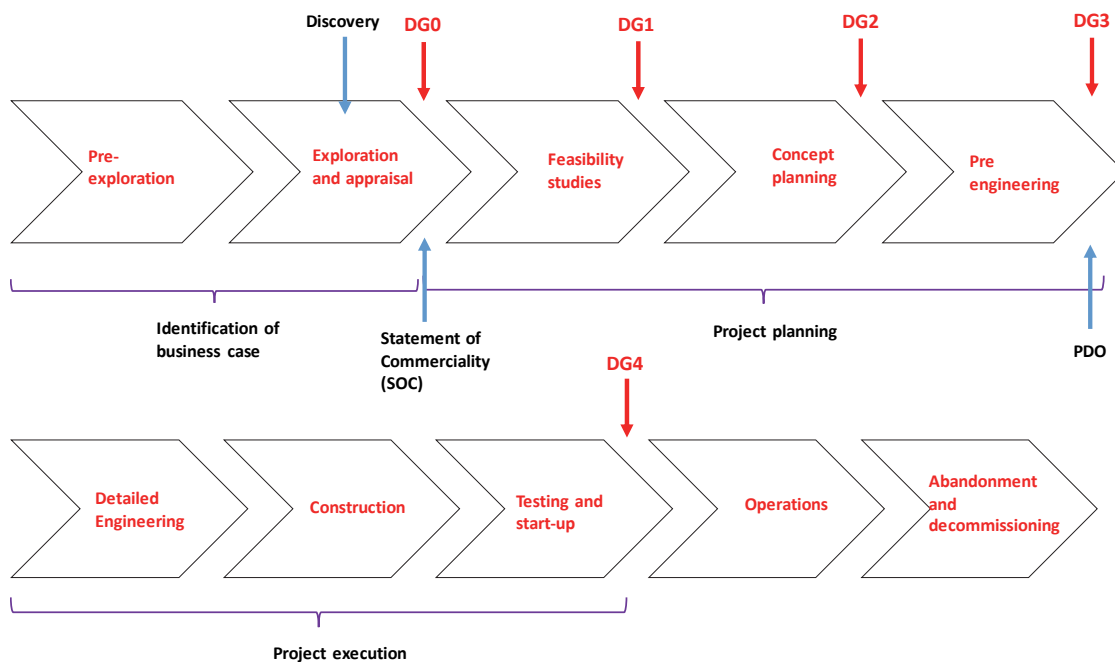 Discovery
DG0
DG1
DG2
DG3
Pre-
exploration
Exploration
and appraisal
Feasibility
studies
Concept
planning
Pre
engineering
Identification of
business case
Statement of
Commerciality
(SOC)
Project planning
PDO
DG4
Detailed
Engineering
Construction
Testing and
start-up
Operations
Abandonment
and
decommissioning
Project execution